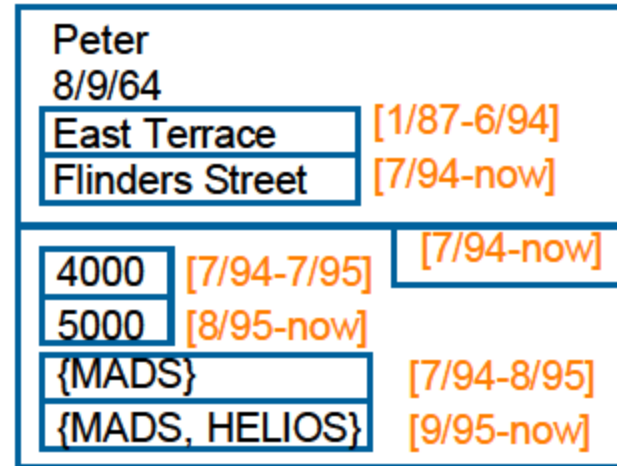 Peter
8/9/64
East Terrace [1/87-6/94]
Flinders Street [7/94-now]
[7/94-now]
4000 [7/94-7/95]
5000 [8/95-now]
{MADS} [7/94-8/95]
{MADS, HELIOS} [9/95-now]